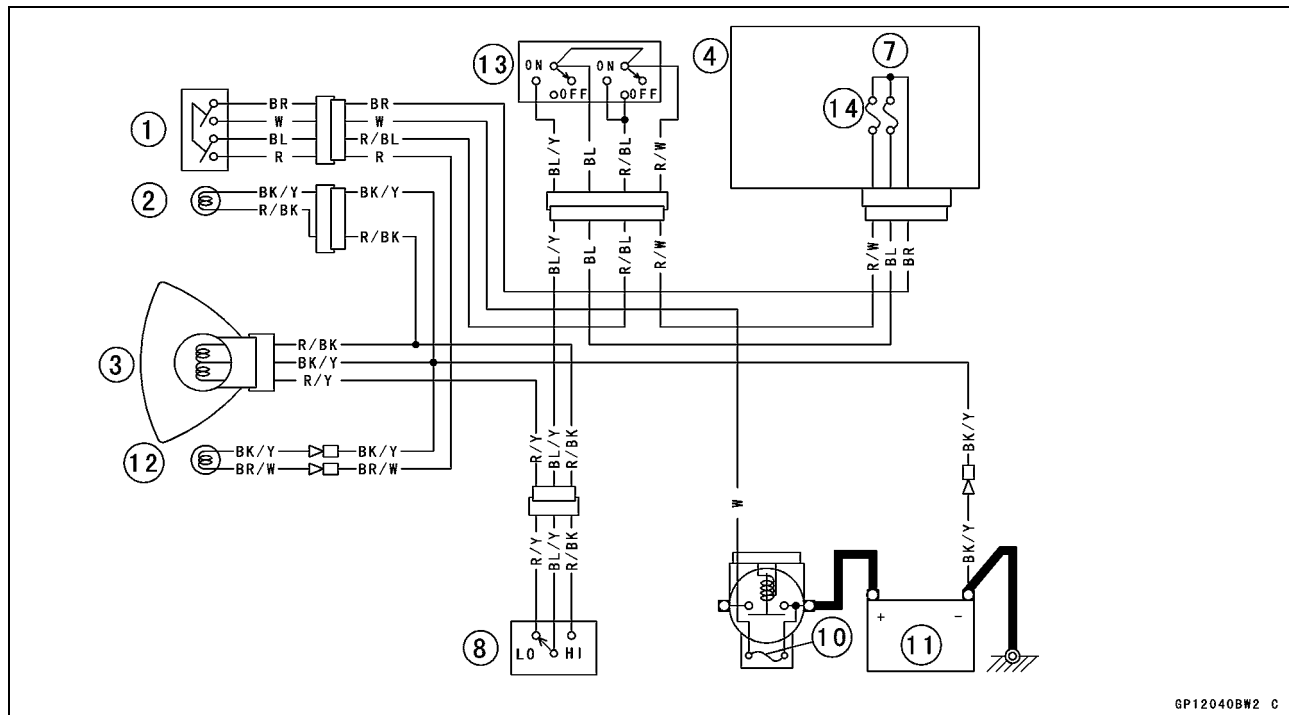 13
ON
ON
OFF
OFF
4
7
14
1
BR
BR
W
W
BL
R/BL
R
R
2
BK/Y
BK/Y
R/BK
R/BK
BL/Y
BL
R/BL
R/W
BL/Y
BL
R/BL
R/W
R/W
BL
BR
3
R/BK
BK/Y
R/Y
12
BK/Y
BK/Y
BR/W
BR/W
R/Y
BL/Y
R/BK
R/Y
BL/Y
R/BK
W
BK/Y
BK/Y
8
LO
HI
10
+
-
11
GP12040BW2 C